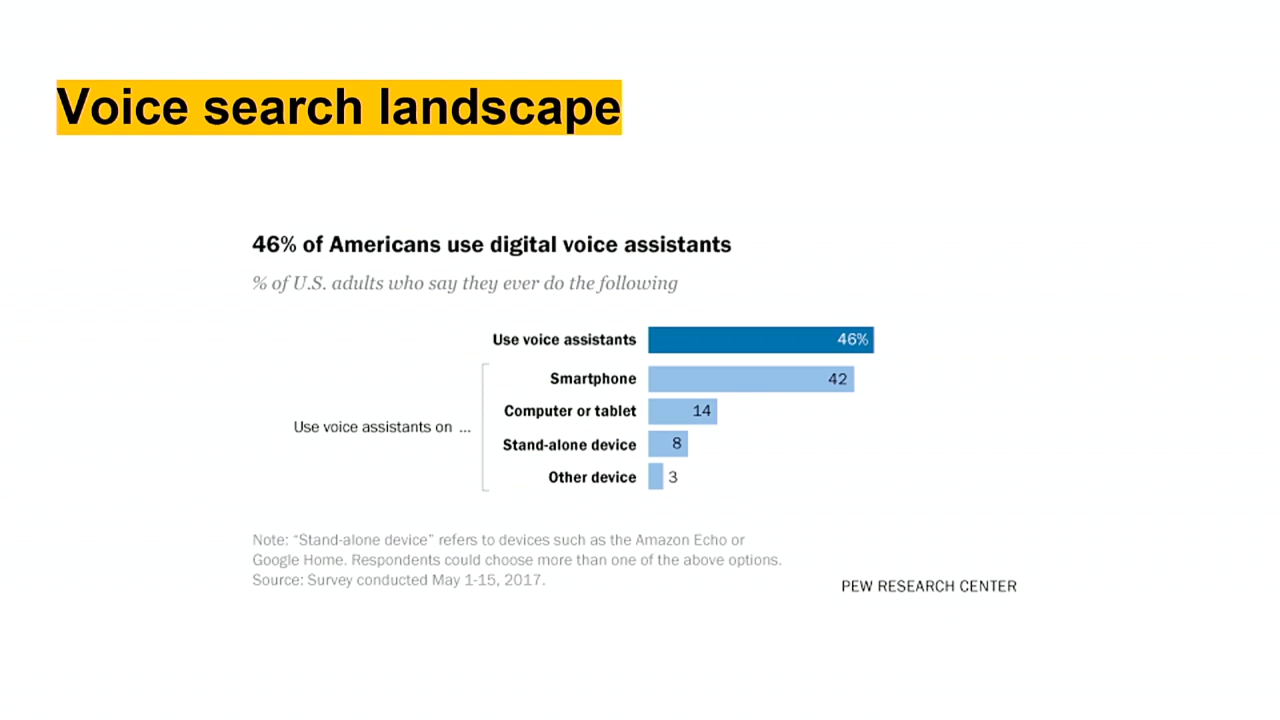 Voice search landscape
46% of Americans use digital voice assistants
% of U.S. adults who say they ever do the following
Use voice assistants 46%
Smartphone 42
Computer or tablet 14
Use voice assistants on ...
Stand-alone device 8
Other device 3
Note: “Stand-alone device” refers to devices such as the Amazon Echo or
Google Home. Respondents could choose more than one of the above options.
Source: Survey conducted May 1-15, 2017.
PEW RESEARCH CENTER